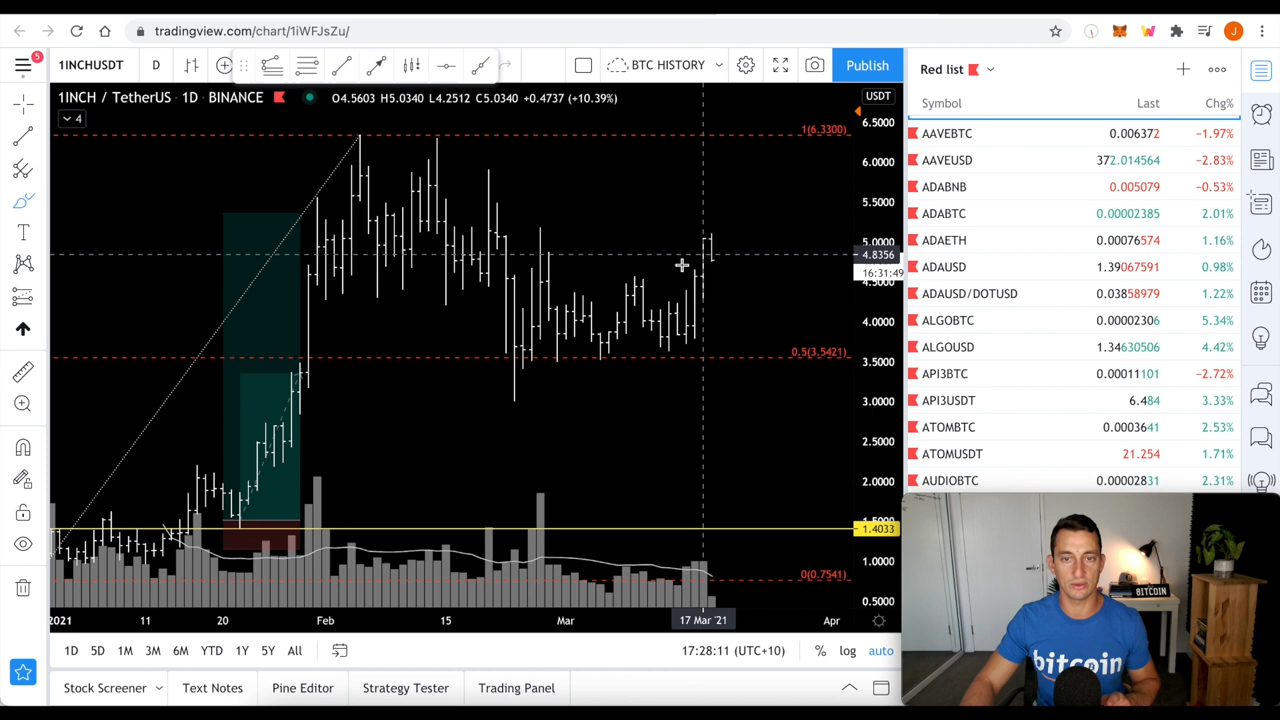 tradingview.com/chart/1iWFJsZu/
5
1INCHUSDT D BTC HISTORY Publish
Red list
1INCH / TetherUS · 1D · BINANCE O4.5603 H5.0340 L4.2512 C5.0340 +0.4737 (+10.39%)
USDT
4
Symbol Last Chg%
AAVEBTC 0.006372 −1.97%
AAVEUSD 372.014564 −2.83%
ADABNB 0.005079 −0.53%
ADABTC 0.00002385 2.01%
ADAETH 0.00076574 1.16%
ADAUSD 1.39067591 0.98%
ADAUSD/DOTUSD 0.03858979 1.22%
ALGOBTC 0.00002306 5.34%
ALGOUSD 1.34630506 4.42%
API3BTC 0.00011101 −2.72%
API3USDT 6.484 3.33%
ATOMBTC 0.0003641 2.53%
ATOMUSDT 21.254 1.71%
AUDIOBTC 0.00002831 2.31%
1(6.3300)
0.5(3.5421)
0(0.7541)
6.5000
6.0000
5.5000
5.0000
4.8356
16:31:49
4.5000
4.0000
3.5000
3.0000
2.5000
2.0000
1.4033
1.0000
0.5000
2021 11 20 Feb 15 Mar 17 Mar '21 Apr
1D 5D 1M 3M 6M YTD 1Y 5Y All 17:28:11 (UTC+10) % log auto
Stock Screener Text Notes Pine Editor Strategy Tester Trading Panel
J
BITCOIN
bitcoin